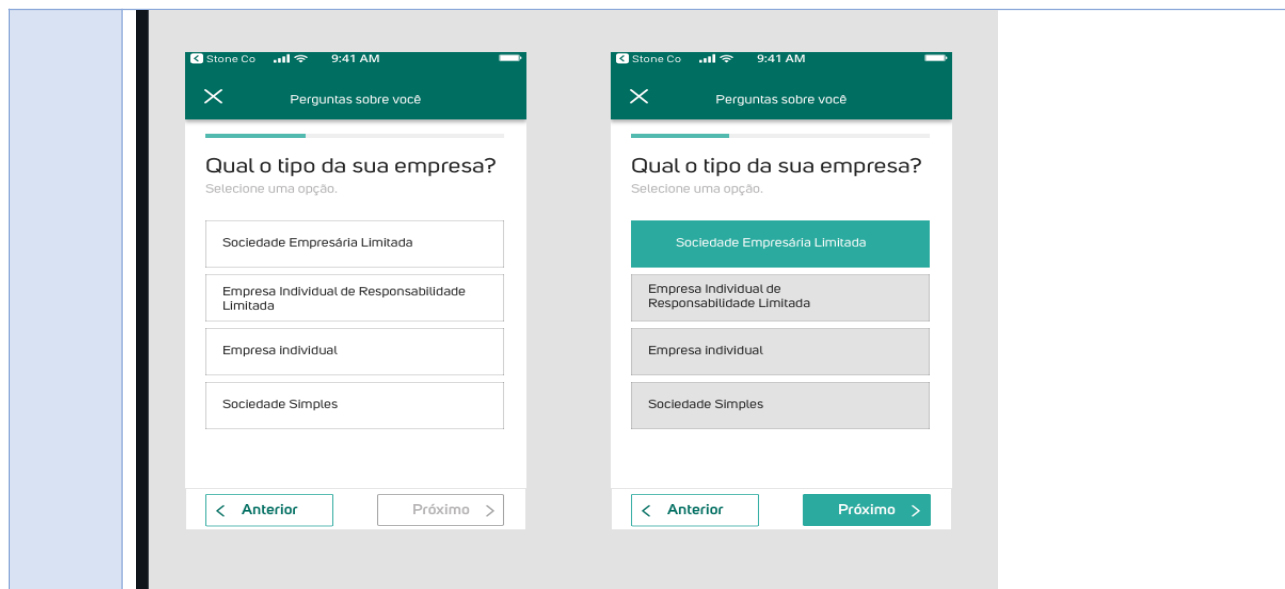 Stone Co 9:41 AM
Perguntas sobre você
Qual o tipo da sua empresa?
Selecione uma opção.
Sociedade Empresária Limitada
Empresa Individual de Responsabilidade
Limitada
Empresa individual
Sociedade Simples
Anterior
Próximo
Stone Co 9:41 AM
Perguntas sobre você
Qual o tipo da sua empresa?
Selecione uma opção.
Sociedade Empresária Limitada
Empresa Individual de
Responsabilidade Limitada
Empresa individual
Sociedade Simples
Anterior
Próximo